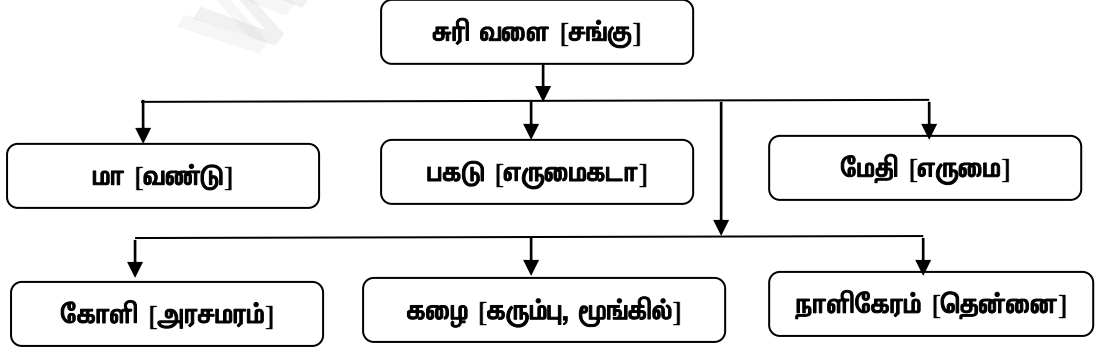 சுரி வளை [சங்கு]
மா [வண்டு]
பகடு [எருமைகடா]
மேதி [எருமை]
கோளி [அரசமரம்]
கழை [கரும்பு, மூங்கில்]
நாளிகேரம் [தென்னை]